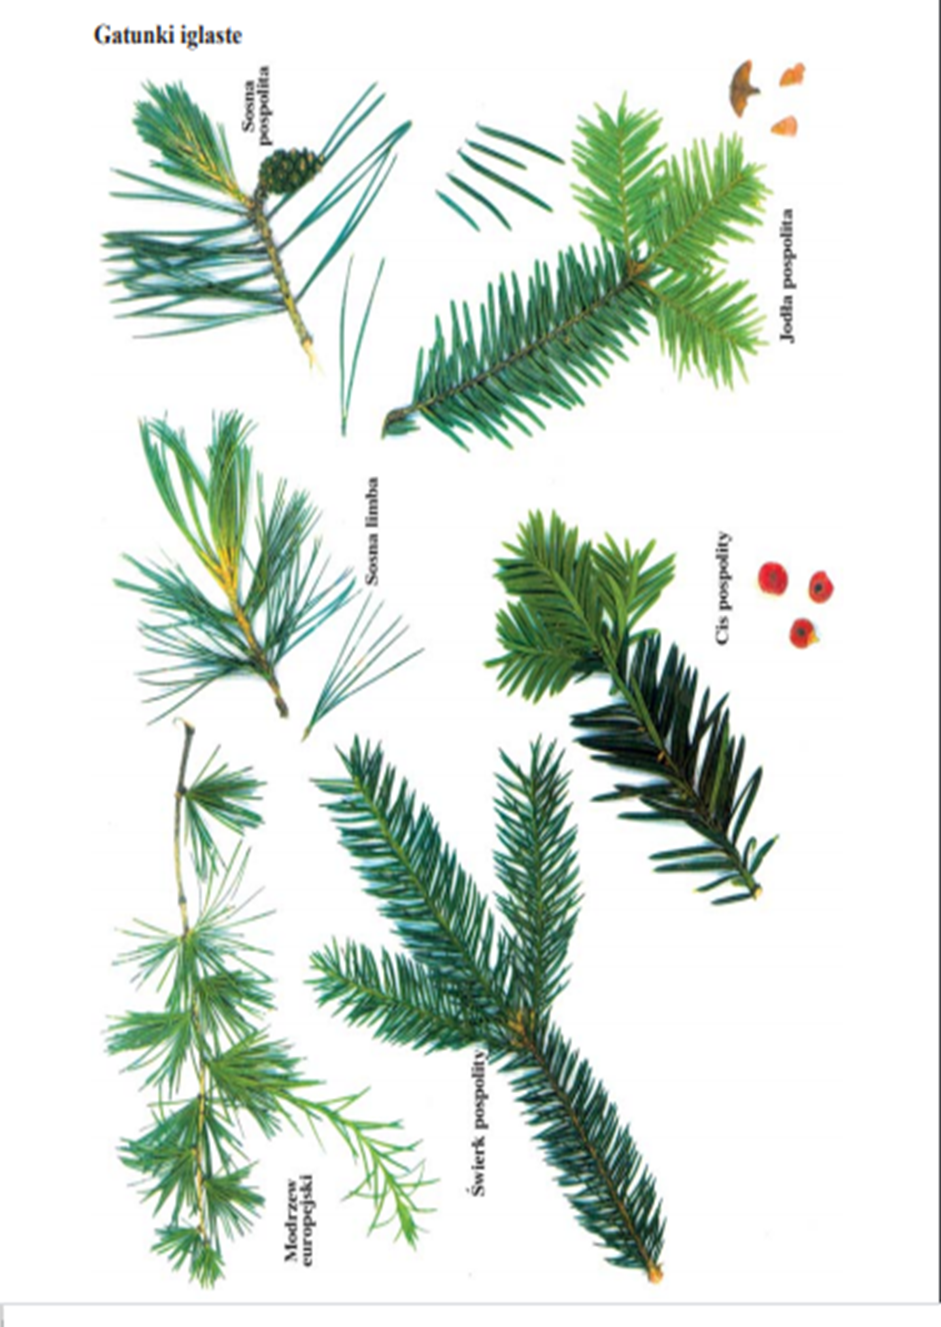 Gatunki iglaste
Sosna
pospolita
Jodła pospolita
Sosna limba
Cis pospolity
Świerk pospolity
Modrzew
europejski